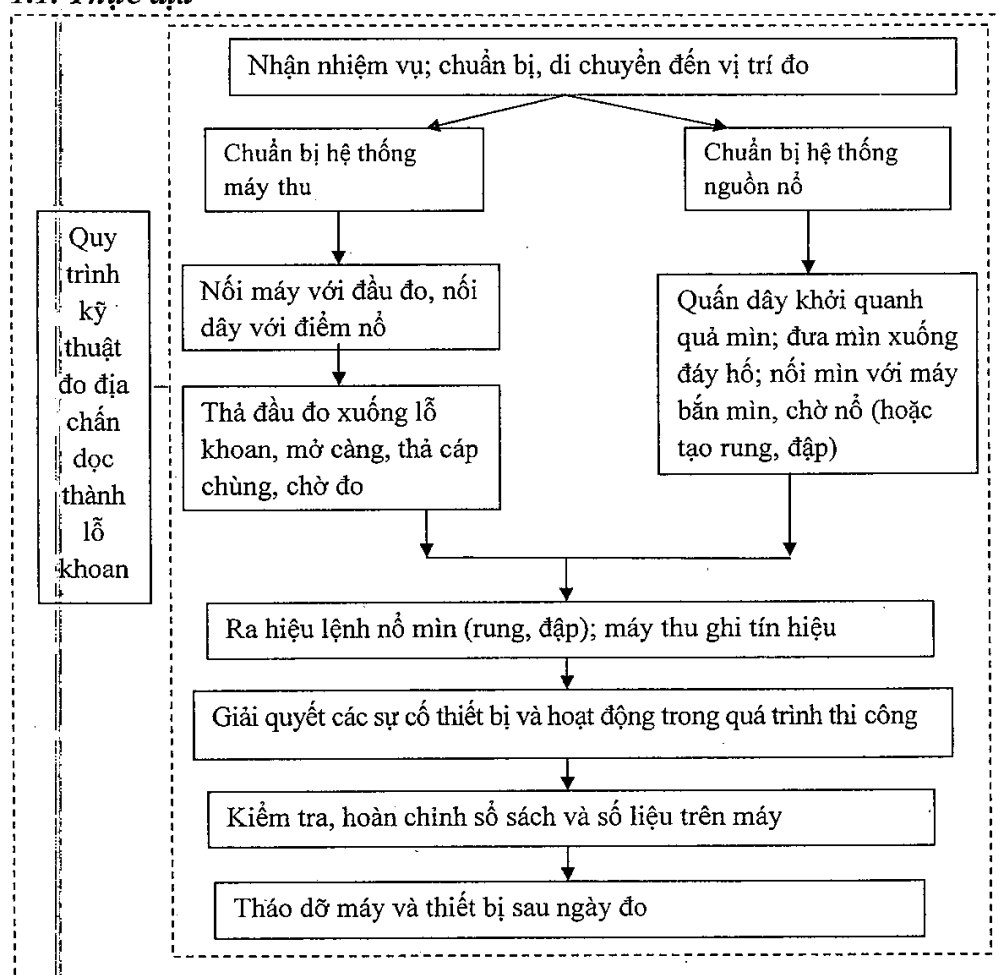 Nhận nhiệm vụ; chuẩn bị, di chuyển đến vị trí đo
Chuẩn bị hệ thống
máy thu
Chuẩn bị hệ thống
nguồn nổ
Quy
trình
kỹ
thuật
đo địa
chấn
dọc
thành
lỗ
khoan
Nối máy với đầu đo, nối
dây với điểm nổ
Quấn dây khởi quanh
quả mìn; đưa mìn xuống
đáy hố; nối mìn với máy
bắn mìn, chờ nổ (hoặc
tạo rung, đập)
Thả đầu đo xuống lỗ
khoan, mở càng, thả cáp
chùng, chờ đo
Ra hiệu lệnh nổ mìn (rung, đập); máy thu ghi tín hiệu
Giải quyết các sự cố thiết bị và hoạt động trong quá trình thi công
Kiểm tra, hoàn chỉnh sổ sách và số liệu trên máy
Tháo dỡ máy và thiết bị sau ngày đo